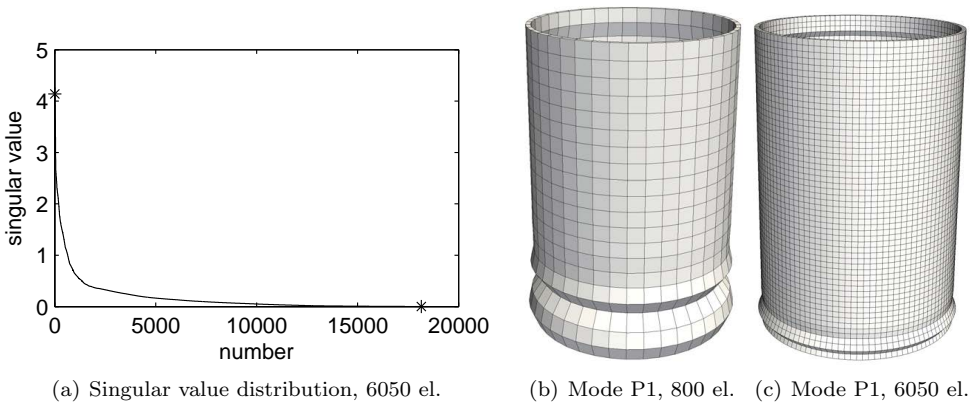 5
4
3
2
1
0
singular value
0 5000 10000 15000 20000
number
(a) Singular value distribution, 6050 el.
(b) Mode P1, 800 el.
(c) Mode P1, 6050 el.